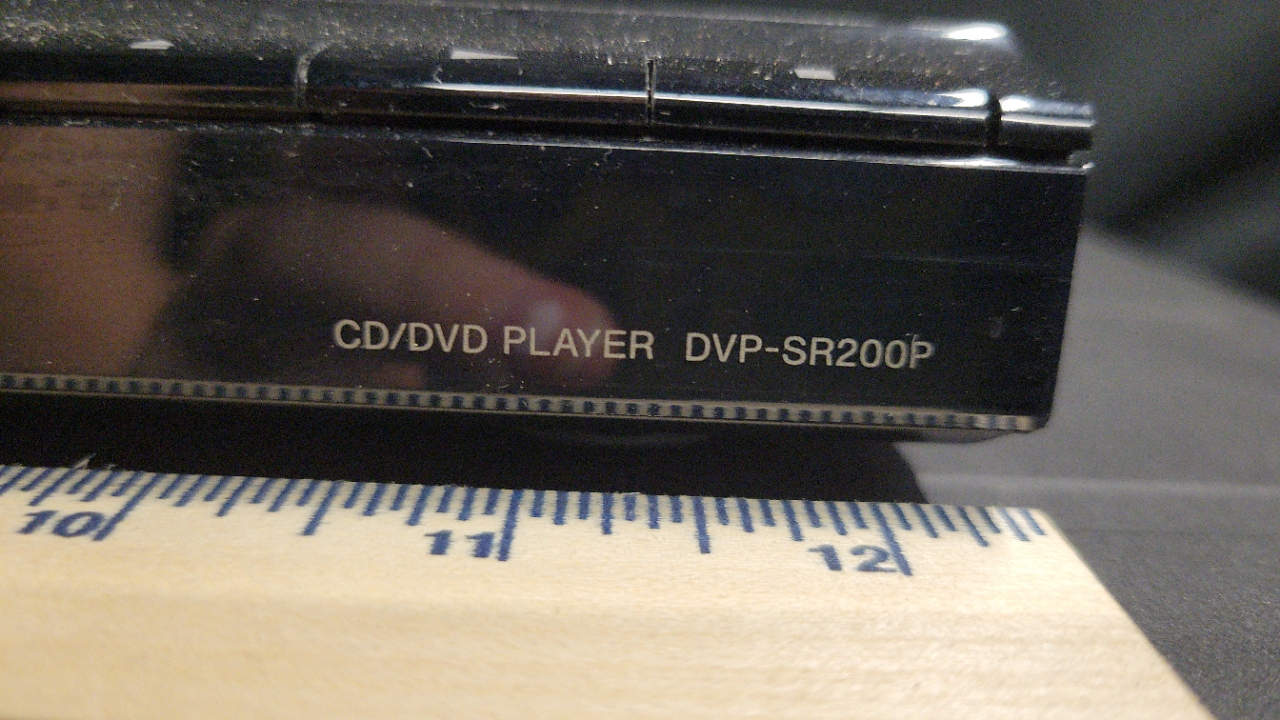 CD/DVD PLAYER DVP-SR200P
10 11 12